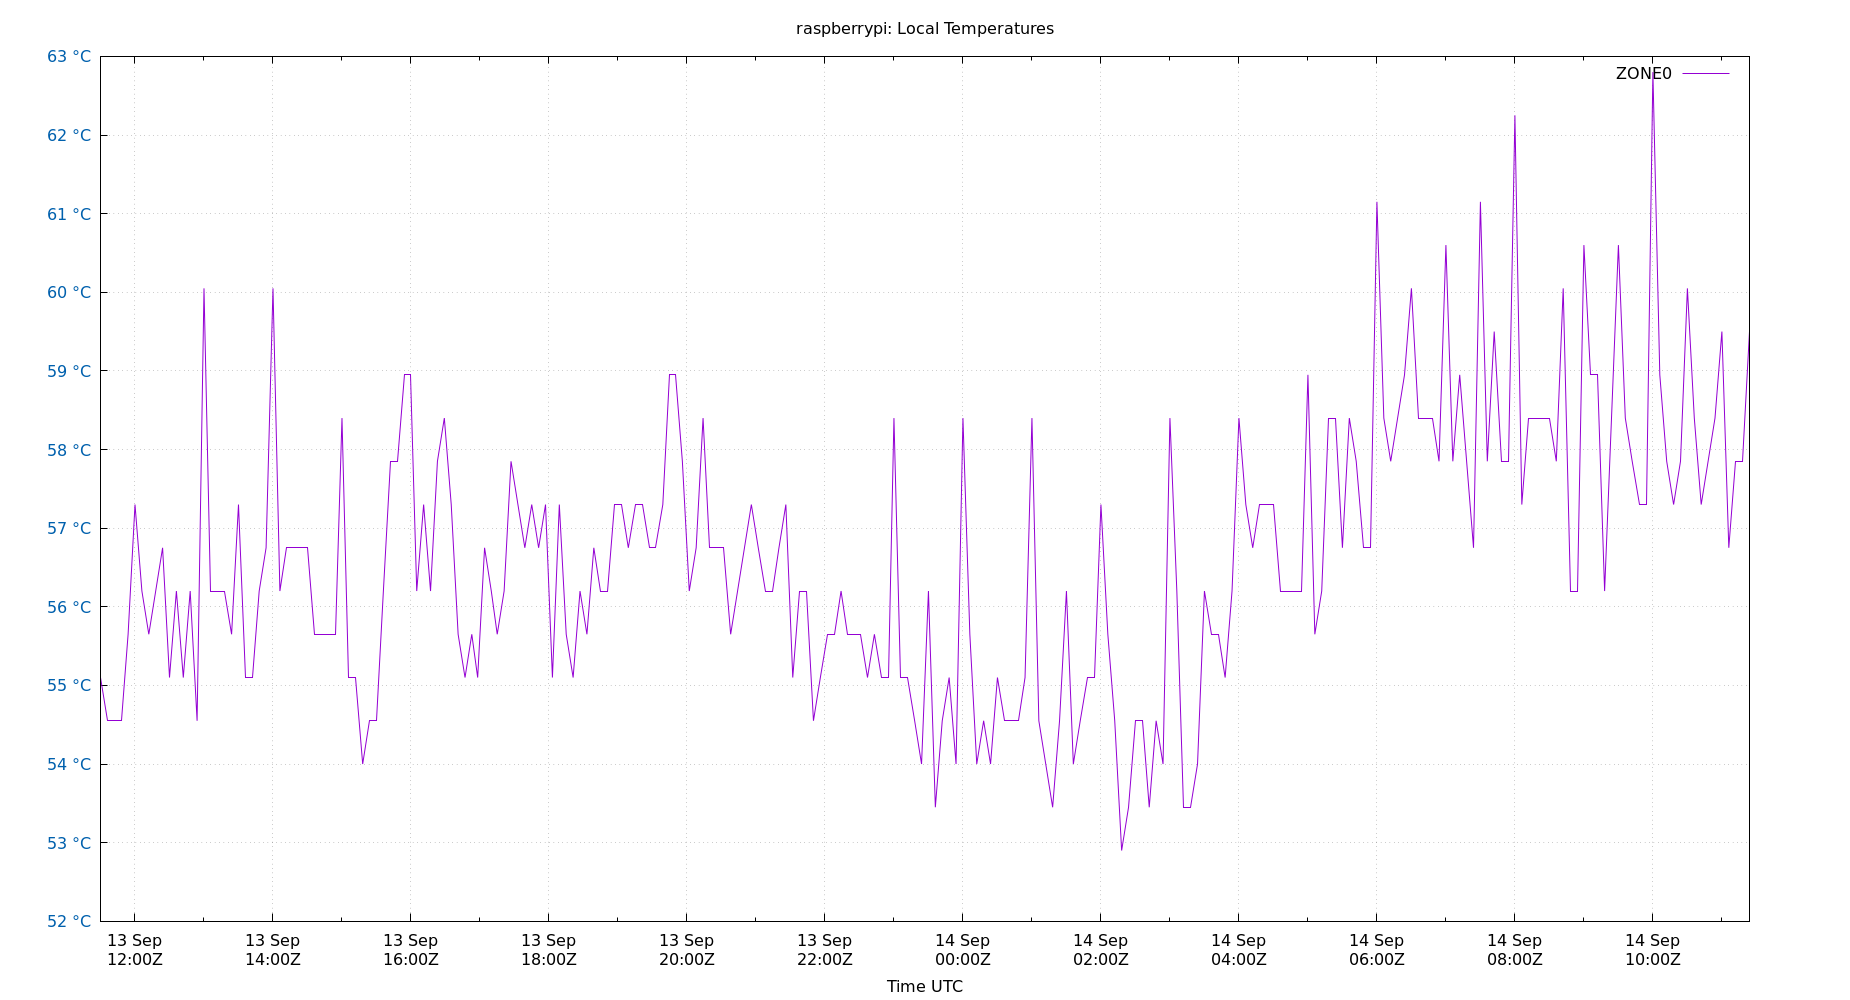 raspberrypi: Local Temperatures
63 °C
ZONE0
62 °C
61 °C
60 °C
59 °C
58 °C
57 °C
56 °C
55 °C
54 °C
53 °C
52 °C
13 Sep 13 Sep 13 Sep 13 Sep 13 Sep 13 Sep 14 Sep 14 Sep 14 Sep 14 Sep 14 Sep 14 Sep
12:00Z 14:00Z 16:00Z 18:00Z 20:00Z 22:00Z 00:00Z 02:00Z 04:00Z 06:00Z 08:00Z 10:00Z
Time UTC